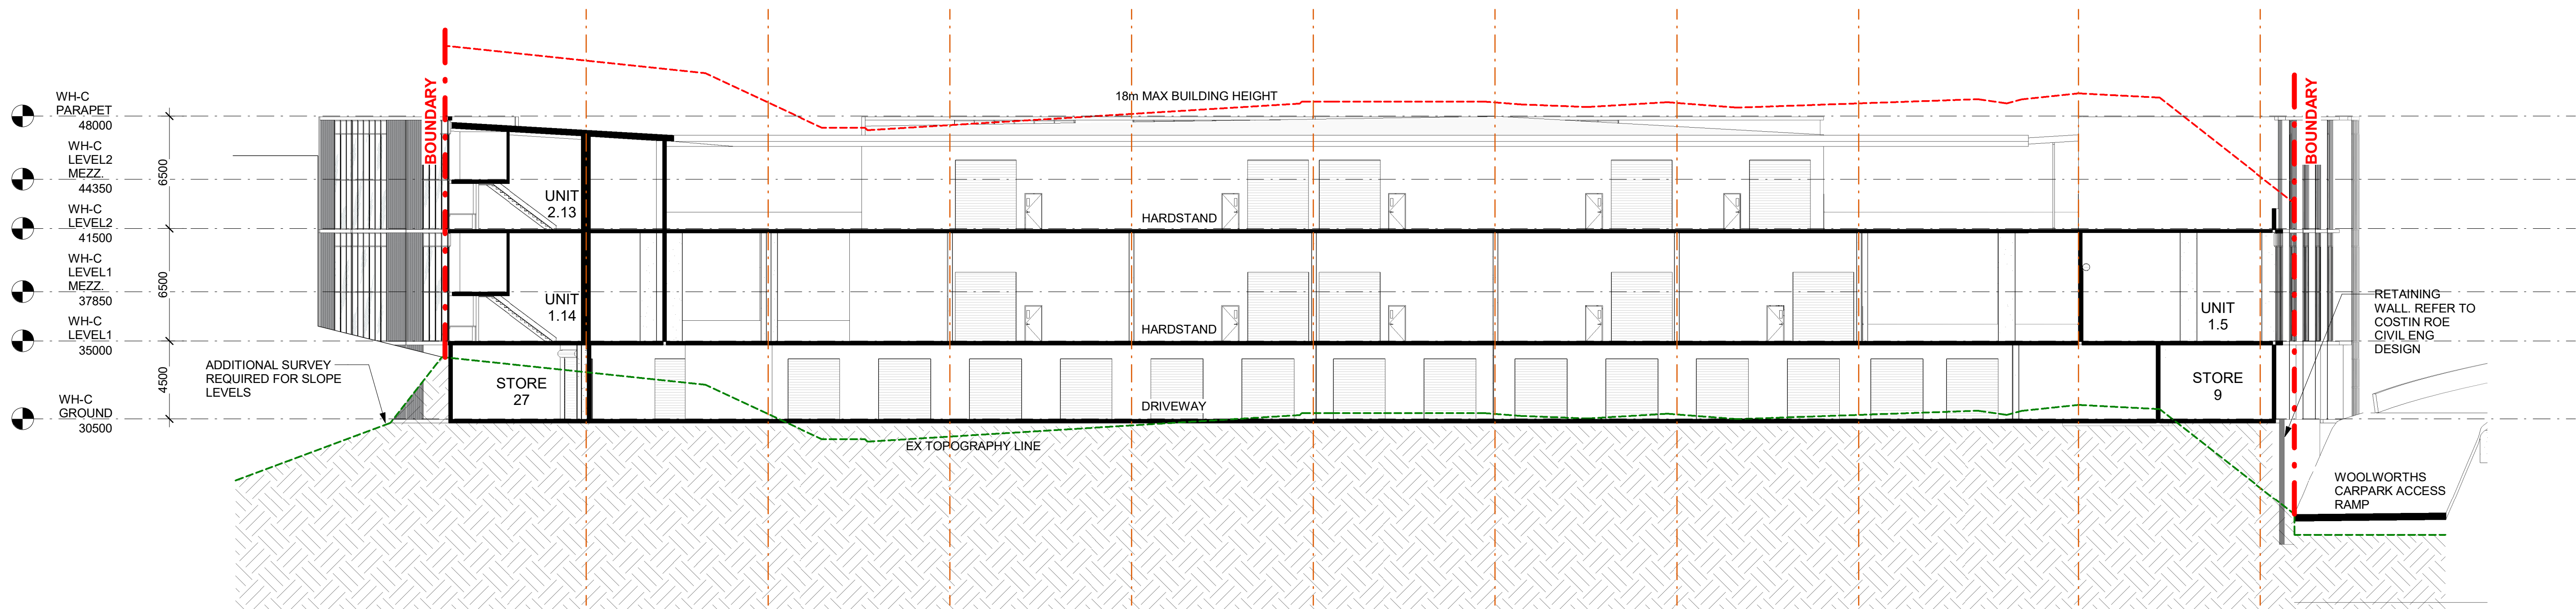 18m MAX BUILDING HEIGHT
WH-C
PARAPET
48000
WH-C
LEVEL2
MEZZ.
44350
WH-C
LEVEL2
41500
WH-C
LEVEL1
MEZZ.
37850
WH-C
LEVEL1
35000
WH-C
GROUND
30500
6500
6500
4500
BOUNDARY
BOUNDARY
UNIT
2.13
HARDSTAND
UNIT
1.14
HARDSTAND
UNIT
1.5
RETAINING
WALL. REFER TO
COSTIN ROE
CIVIL ENG
DESIGN
ADDITIONAL SURVEY
REQUIRED FOR SLOPE
LEVELS
STORE
27
DRIVEWAY
STORE
9
EX TOPOGRAPHY LINE
WOOLWORTHS
CARPARK ACCESS
RAMP